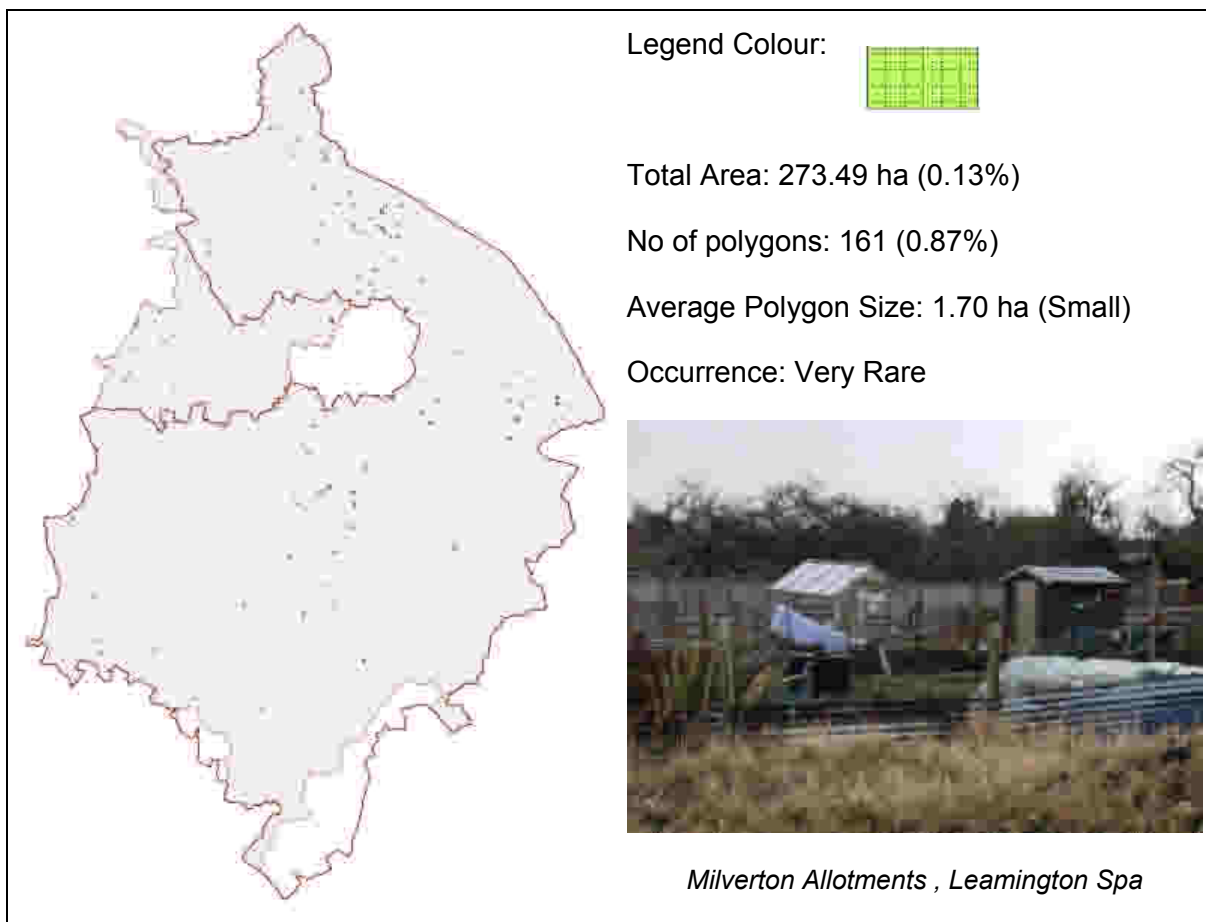 Legend Colour:
Total Area: 273.49 ha (0.13%)
No of polygons: 161 (0.87%)
Average Polygon Size: 1.70 ha (Small)
Occurrence: Very Rare
Milverton Allotments , Leamington Spa